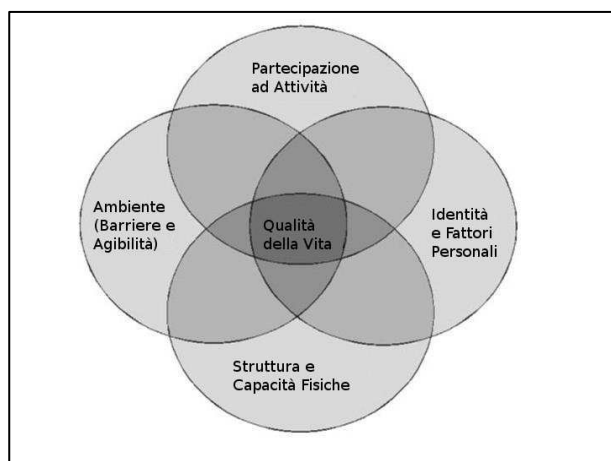 Partecipazione
ad Attività
Ambiente
(Barriere e
Agibilità)
Qualità
della Vita
Identità
e Fattori
Personali
Struttura e
Capacità Fisiche